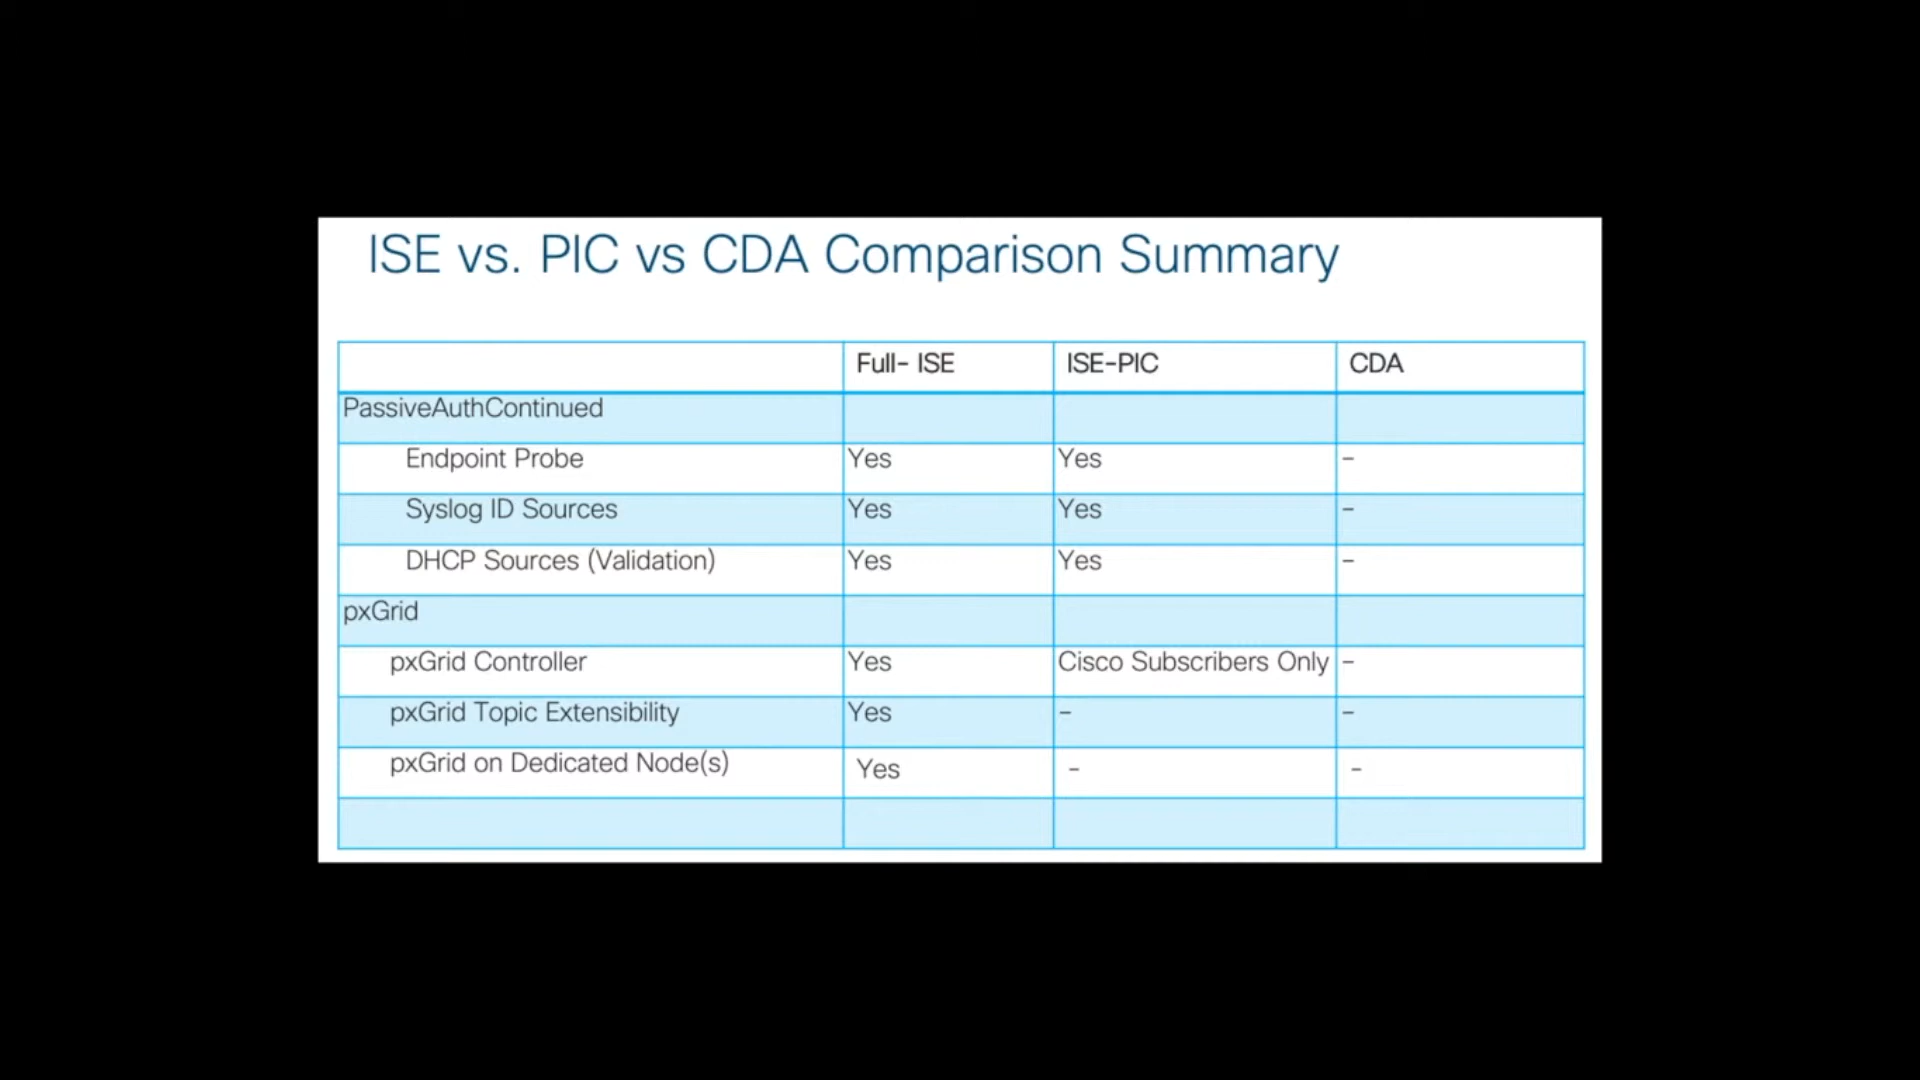 ISE vs. PIC vs CDA Comparison Summary
Full- ISE ISE-PIC CDA
PassiveAuthContinued
Endpoint Probe Yes Yes -
Syslog ID Sources Yes Yes -
DHCP Sources (Validation) Yes Yes -
pxGrid
pxGrid Controller Yes Cisco Subscribers Only -
pxGrid Topic Extensibility Yes - -
pxGrid on Dedicated Node(s) Yes - -